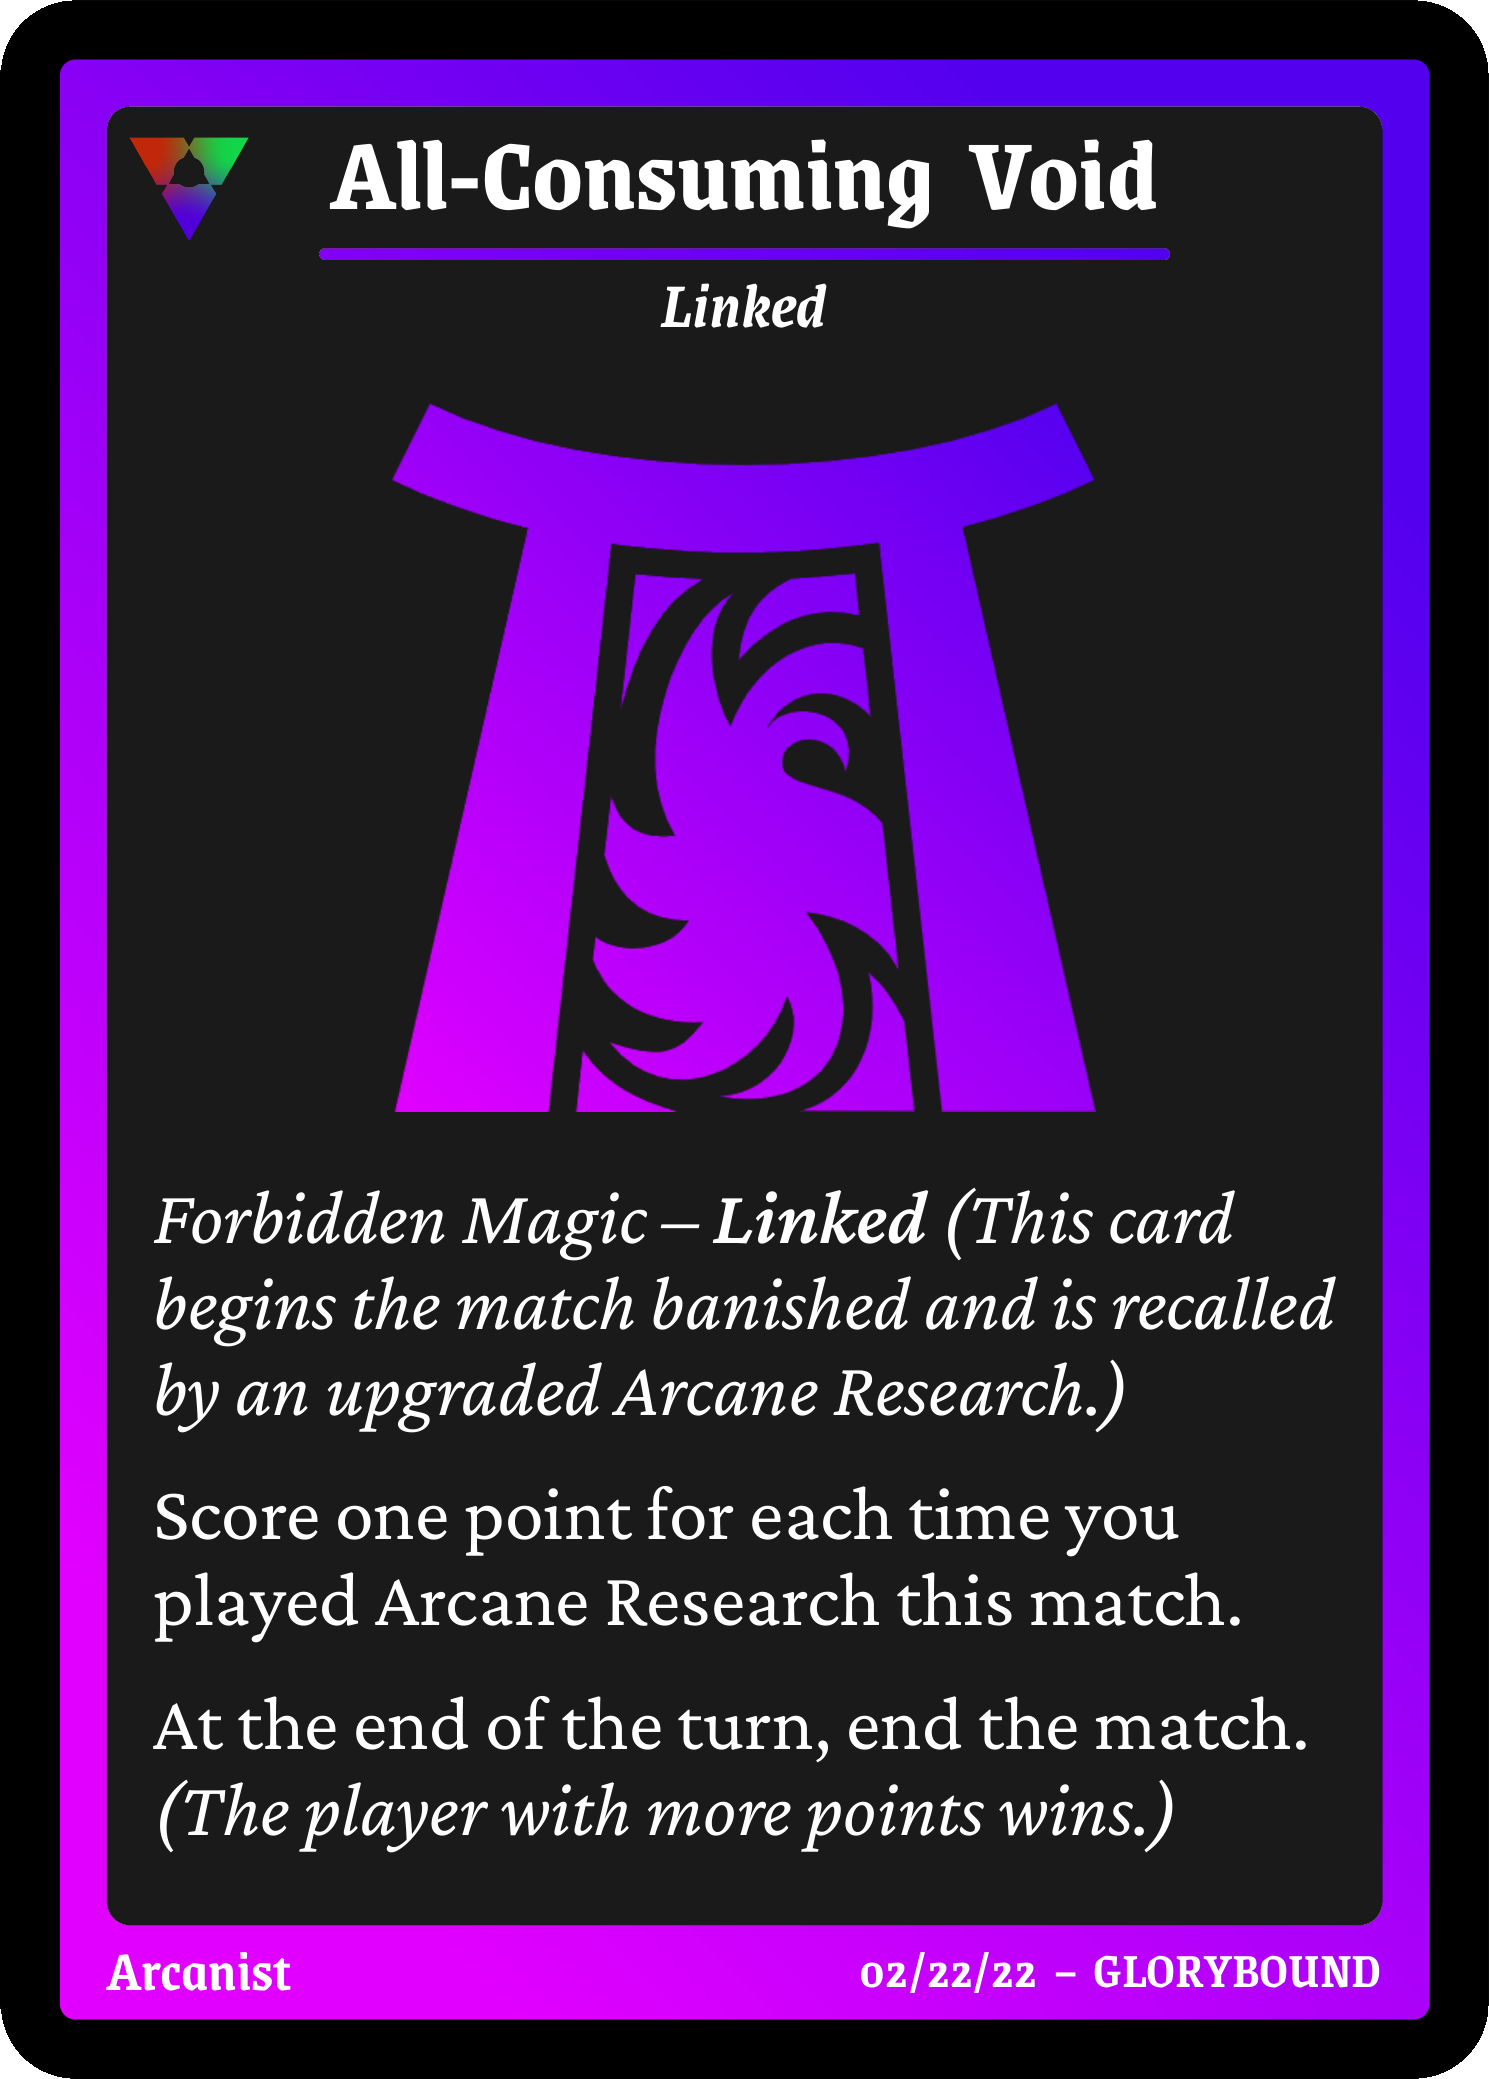 All-Consuming Void
Linked
Forbidden Magic – Linked (This card
begins the match banished and is recalled
by an upgraded Arcane Research.)
Score one point for each time you
played Arcane Research this match.
At the end of the turn, end the match.
(The player with more points wins.)
Arcanist
02/22/22 – GLORYBOUND